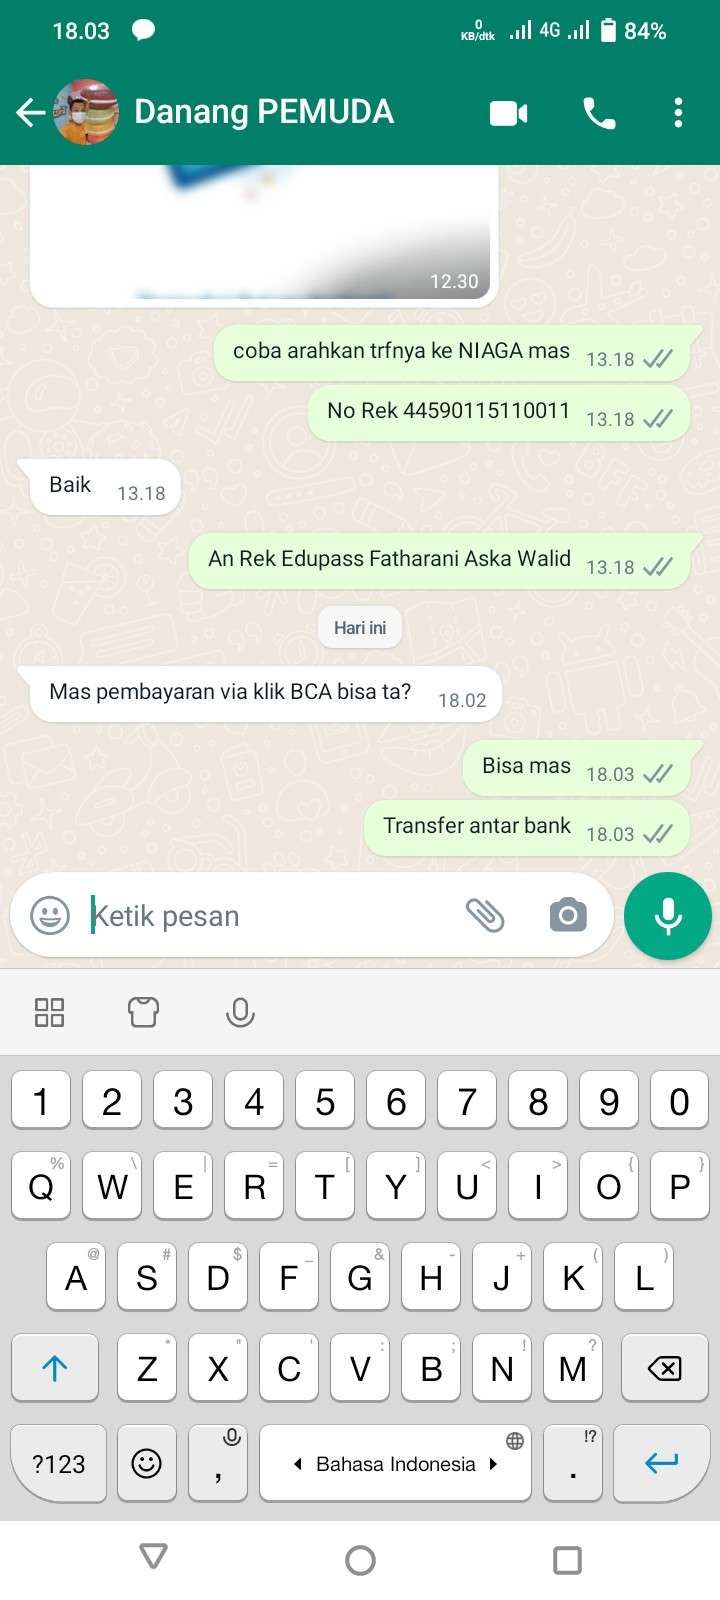 18.03
0
KB/dtk
4G
84%
Danang PEMUDA
12.30
coba arahkan trfnya ke NIAGA mas 13.18
No Rek 44590115110011 13.18
Baik 13.18
An Rek Edupass Fatharani Aska Walid 13.18
Hari ini
Mas pembayaran via klik BCA bisa ta? 18.02
Bisa mas 18.03
Transfer antar bank 18.03
Ketik pesan
1 2 3 4 5 6 7 8 9 0
% \ | = [ ] < > { }
Q W E R T Y U I O P
@ # $ _ & - + ( )
A S D F G H J K L
* " ' : ; ! ?
Z X C V B N M
!?
?123 , Bahasa Indonesia .